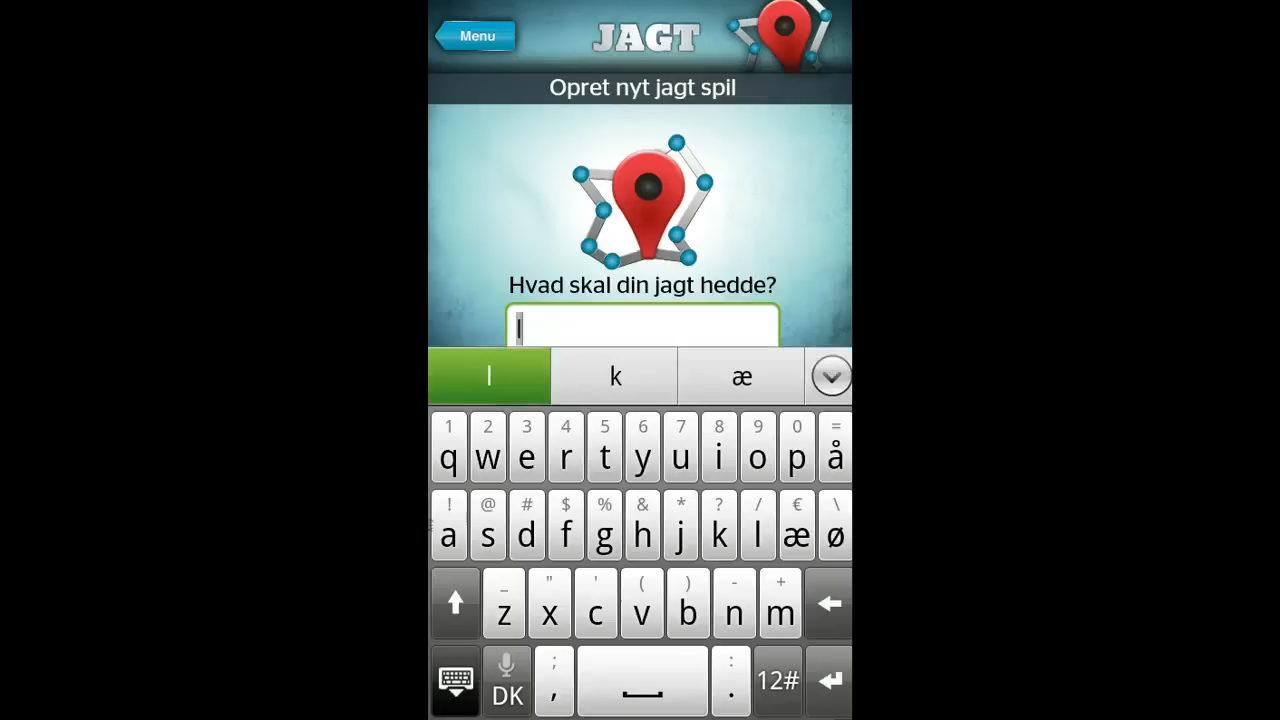 Menu
JAGT
Opret nyt jagt spil
Hvad skal din jagt hedde?
l
l k æ
1 2 3 4 5 6 7 8 9 0 =
q w e r t y u i o p å
! @ # $ % & * ? / € \
a s d f g h j k l æ ø
_ " ' ( ) - +
z x c v b n m
; :
DK , . 12#